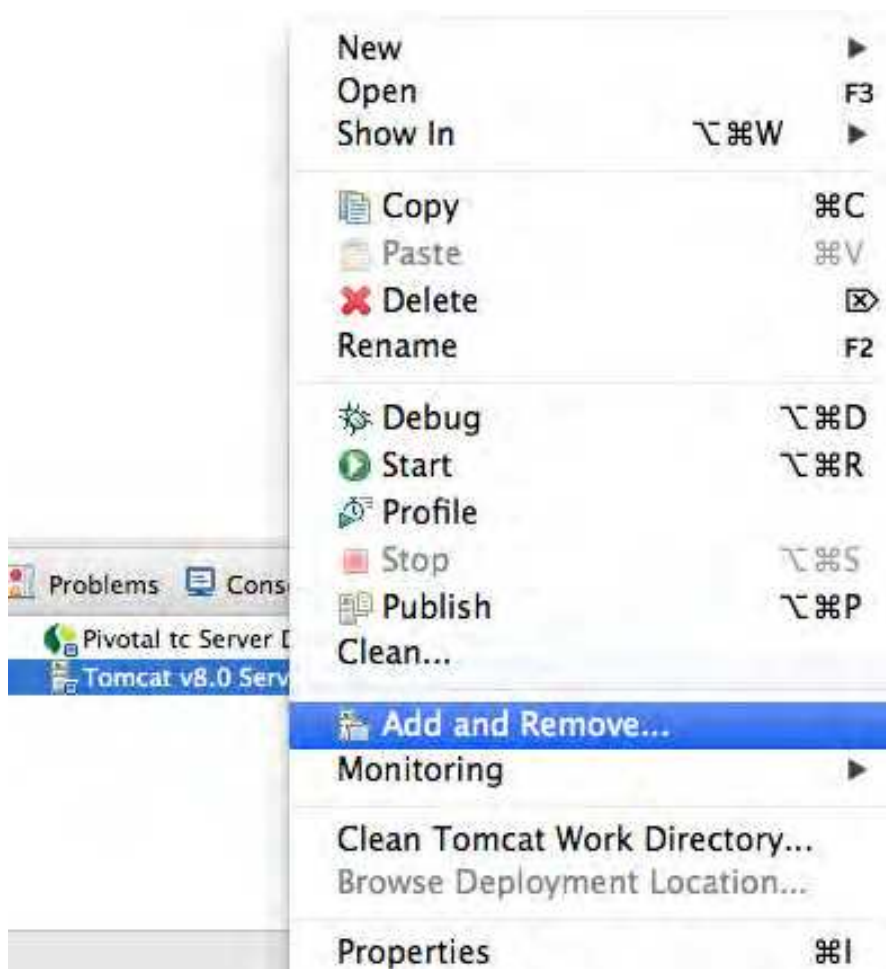 New
Open F3
Show In ⌥⌘W
Copy ⌘C
Paste ⌘V
Delete ⌦
Rename F2
Debug ⌥⌘D
Start ⌥⌘R
Profile
Stop ⌥⌘S
Publish ⌥⌘P
Clean...
Add and Remove...
Monitoring
Clean Tomcat Work Directory...
Browse Deployment Location...
Properties ⌘I
Problems Cons
Pivotal tc Server D
Tomcat v8.0 Serv